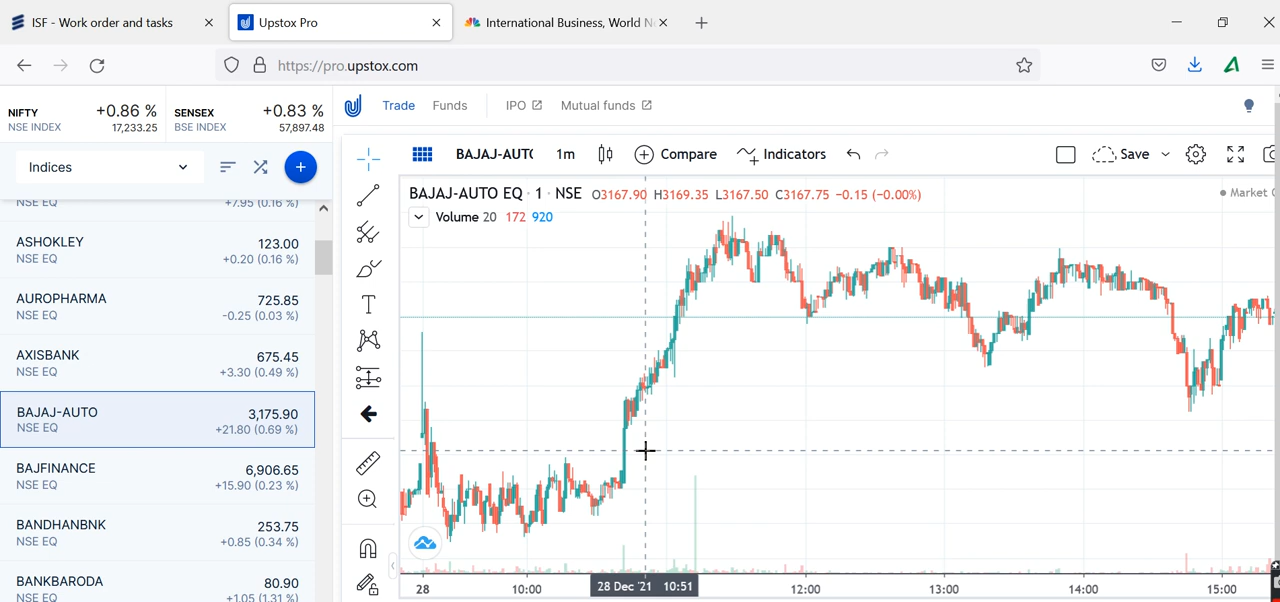 ISF - Work order and tasks
Upstox Pro
International Business, World Ne
https://pro.upstox.com
NIFTY +0.86 %
NSE INDEX 17,233.25
SENSEX +0.83 %
BSE INDEX 57,897.48
Trade Funds IPO Mutual funds
Indices
NSE EQ +7.95 (0.16 %)
ASHOKLEY 123.00
NSE EQ +0.20 (0.16 %)
AUROPHARMA 725.85
NSE EQ -0.25 (0.03 %)
AXISBANK 675.45
NSE EQ +3.30 (0.49 %)
BAJAJ-AUTO 3,175.90
NSE EQ +21.80 (0.69 %)
BAJFINANCE 6,906.65
NSE EQ +15.90 (0.23 %)
BANDHANBNK 253.75
NSE EQ +0.85 (0.34 %)
BANKBARODA 80.90
NSE EQ +1.05 (1.31 %)
BAJAJ-AUTO 1m Compare Indicators Save
BAJAJ-AUTO EQ · 1 · NSE O3167.90 H3169.35 L3167.50 C3167.75 -0.15 (-0.00%)
Market
Volume 20 172 920
T
28 10:00 28 Dec '21 10:51 12:00 13:00 14:00 15:00